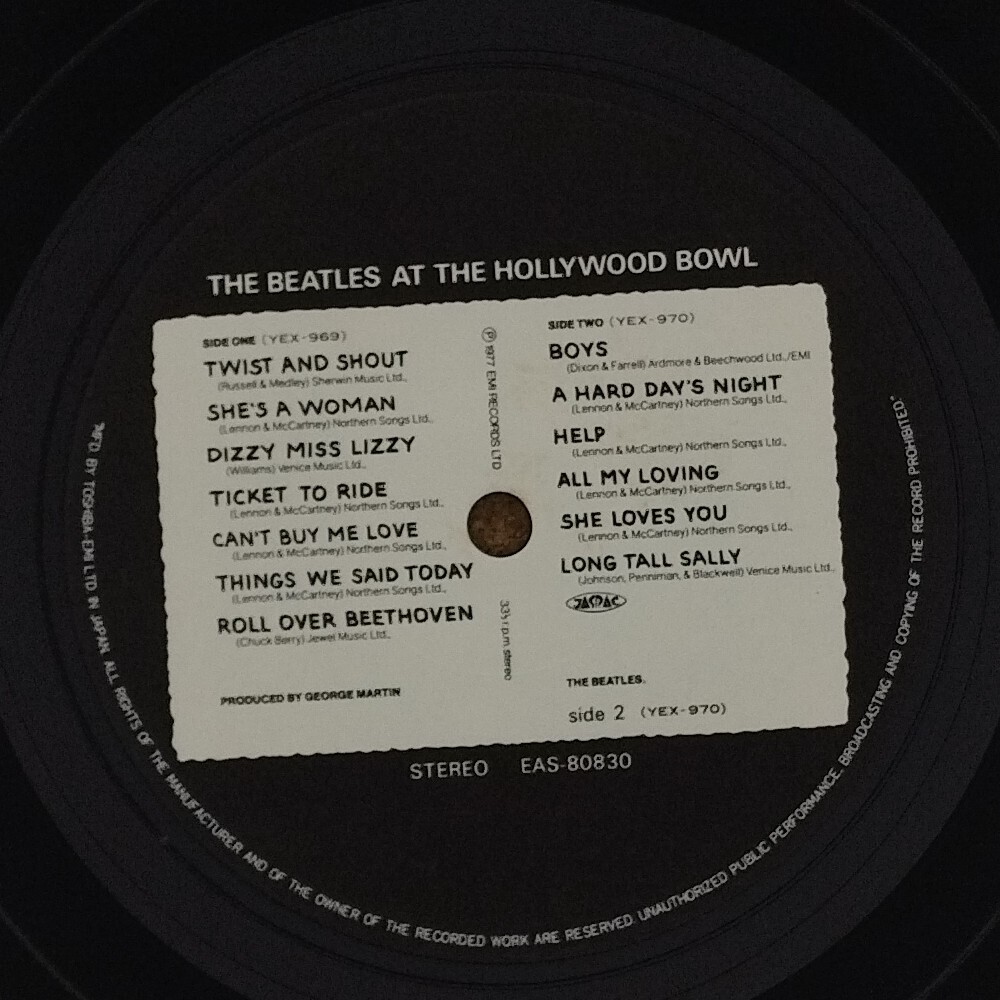 THE BEATLES AT THE HOLLYWOOD BOWL
SIDE ONE (YEX-969)
TWIST AND SHOUT
(Russell & Medley) Sherwin Music Ltd.,
SHE'S A WOMAN
(Lennon & McCartney) Northern Songs Ltd.,
DIZZY MISS LIZZY
(Williams) Venice Music Ltd.,
TICKET TO RIDE
(Lennon & McCartney) Northern Songs Ltd.,
CAN'T BUY ME LOVE
(Lennon & McCartney) Northern Songs Ltd.,
THINGS WE SAID TODAY
(Lennon & McCartney) Northern Songs Ltd.,
ROLL OVER BEETHOVEN
(Chuck Berry) Jewel Music Ltd.,
PRODUCED BY GEORGE MARTIN
℗ 1977 EMI RECORDS LTD
33⅓ r.p.m. stereo
SIDE TWO (YEX-970)
BOYS
(Dixon & Farrell) Ardmore & Beechwood Ltd.,/EMI
A HARD DAY'S NIGHT
(Lennon & McCartney) Northern Songs Ltd.,
HELP
(Lennon & McCartney) Northern Songs Ltd.,
ALL MY LOVING
(Lennon & McCartney) Northern Songs Ltd.,
SHE LOVES YOU
(Lennon & McCartney) Northern Songs Ltd.,
LONG TALL SALLY
(Johnson, Penniman, & Blackwell) Venice Music Ltd.,
JASRAC
THE BEATLES.
side 2 (YEX-970)
STEREO EAS-80830
"MFD. BY TOSHIBA-EMI LTD IN JAPAN ALL RIGHTS OF THE MANUFACTURER AND OF THE OWNER OF THE RECORDED WORK ARE RESERVED. UNAUTHORIZED PUBLIC PERFORMANCE, BROADCASTING AND COPYING OF THE RECORD PROHIBITED."